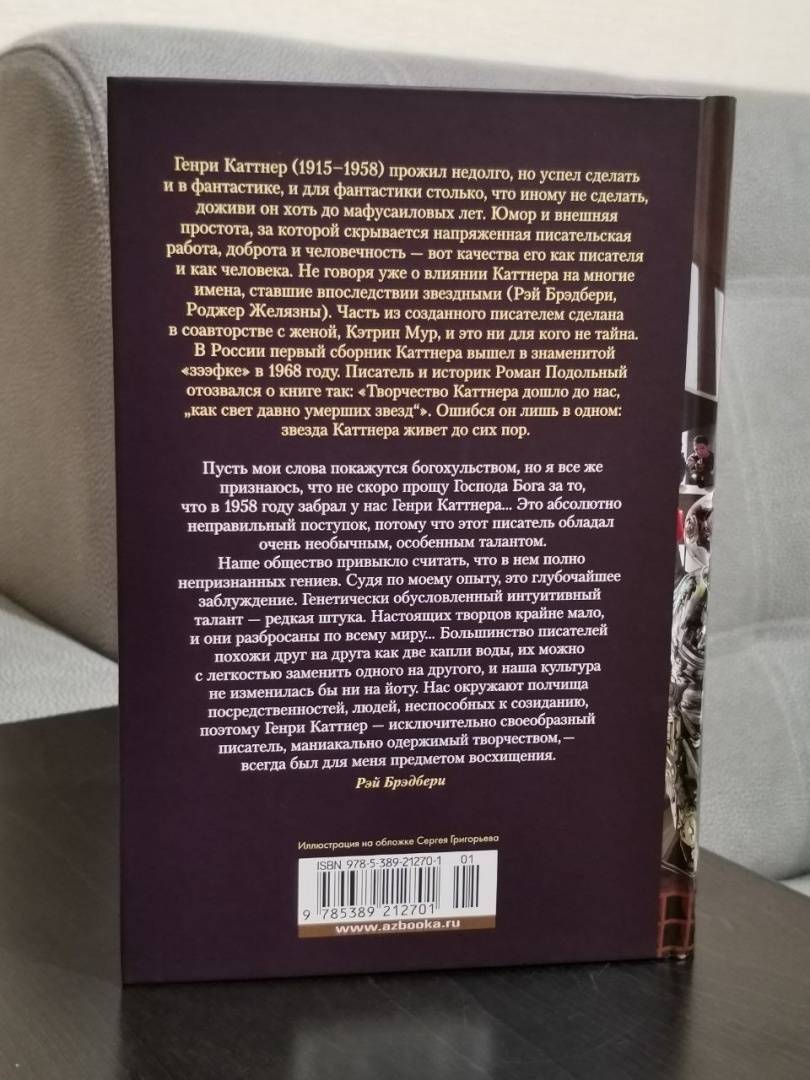 Генри Каттнер (1915–1958) прожил недолго, но успел сделать
и в фантастике, и для фантастики столько, что иному не сделать,
доживи он хоть до мафусаиловых лет. Юмор и внешняя
простота, за которой скрывается напряженная писательская
работа, доброта и человечность — вот качества его как писателя
и как человека. Не говоря уже о влиянии Каттнера на многие
имена, ставшие впоследствии звездными (Рэй Брэдбери,
Роджер Желязны). Часть из созданного писателем сделана
в соавторстве с женой, Кэтрин Мур, и это ни для кого не тайна.
В России первый сборник Каттнера вышел в знаменитой
«зээфке» в 1968 году. Писатель и историк Роман Подольный
отозвался о книге так: «Творчество Каттнера дошло до нас,
„как свет давно умерших звезд“». Ошибся он лишь в одном:
звезда Каттнера живет до сих пор.
Пусть мои слова покажутся богохульством, но я все же
признаюсь, что не скоро прощу Господа Бога за то,
что в 1958 году забрал у нас Генри Каттнера... Это абсолютно
неправильный поступок, потому что этот писатель обладал
очень необычным, особенным талантом.
Наше общество привыкло считать, что в нем полно
непризнанных гениев. Судя по моему опыту, это глубочайшее
заблуждение. Генетически обусловленный интуитивный
талант — редкая штука. Настоящих творцов крайне мало,
и они разбросаны по всему миру... Большинство писателей
похожи друг на друга как две капли воды, их можно
с легкостью заменить одного на другого, и наша культура
не изменилась бы ни на йоту. Нас окружают полчища
посредственностей, людей, неспособных к созиданию,
поэтому Генри Каттнер — исключительно своеобразный
писатель, маниакально одержимый творчеством, —
всегда был для меня предметом восхищения.
Рэй Брэдбери
Иллюстрация на обложке Сергея Григорьева
ISBN 978-5-389-21270-1 01
9 785389 212701
www.azbooka.ru